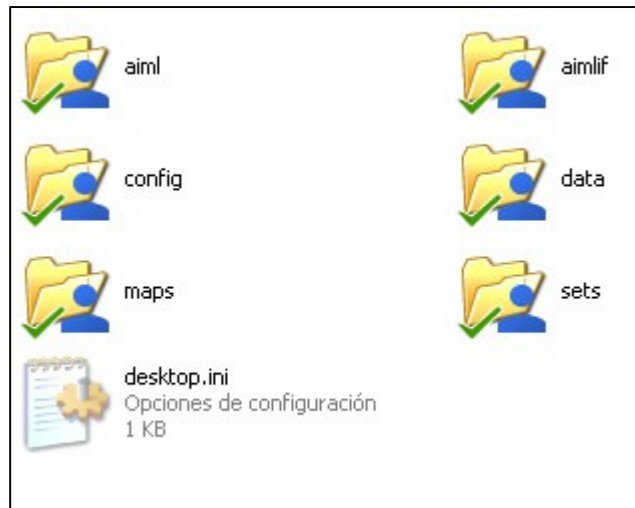 aiml
aimlif
config
data
maps
sets
desktop.ini
Opciones de configuración
1 KB